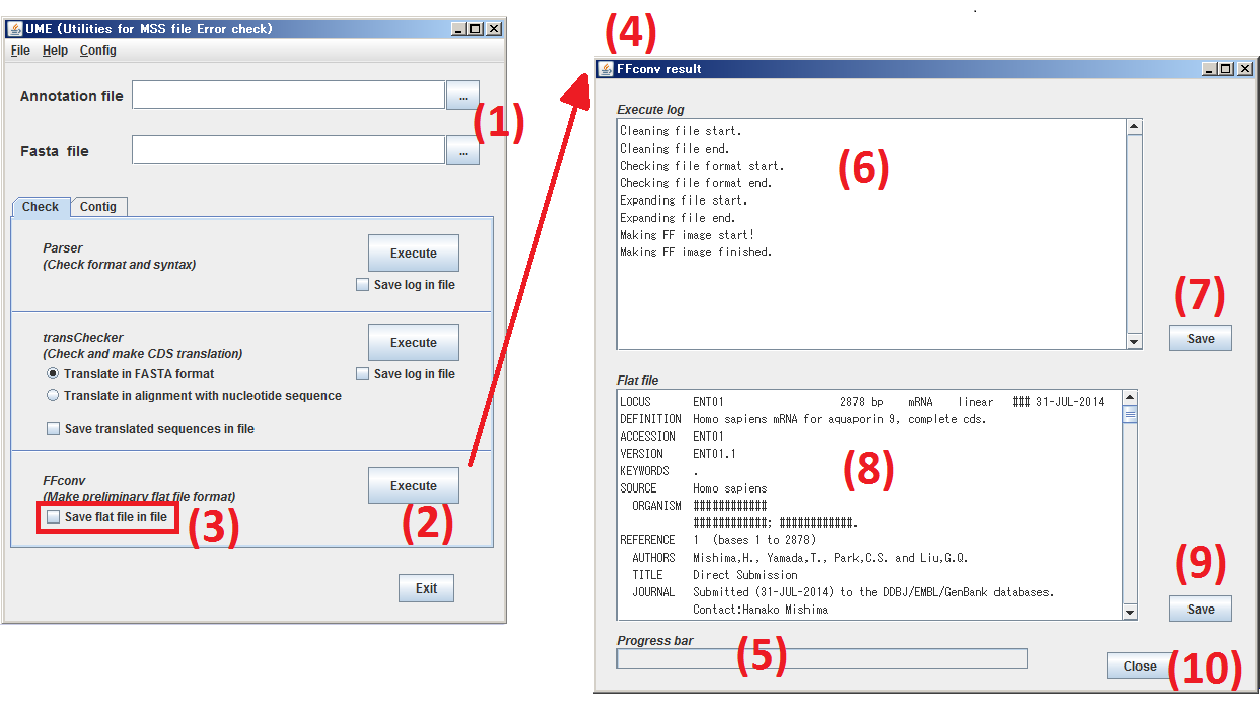 UME (Utilities for MSS file Error check)
File Help Config
Annotation file
...
(1)
Fasta file
...
Check Contig
Parser
(Check format and syntax)
Execute
Save log in file
transChecker
(Check and make CDS translation)
Execute
Translate in FASTA format
Save log in file
Translate in alignment with nucleotide sequence
Save translated sequences in file
FFconv
(Make preliminary flat file format)
Execute
Save flat file in file
(3)
(2)
Exit
(4)
FFconv result
Execute log
Cleaning file start.
Cleaning file end.
Checking file format start.
Checking file format end.
Expanding file start.
Expanding file end.
Making FF image start!
Making FF image finished.
(6)
(7)
Save
Flat file
LOCUS ENT01 2878 bp mRNA linear ### 31-JUL-2014
DEFINITION Homo sapiens mRNA for aquaporin 9, complete cds.
ACCESSION ENT01
VERSION ENT01.1
KEYWORDS .
SOURCE Homo sapiens
ORGANISM ############
############; ############.
REFERENCE 1 (bases 1 to 2878)
AUTHORS Mishima,H., Yamada,T., Park,C.S. and Liu,G.Q.
TITLE Direct Submission
JOURNAL Submitted (31-JUL-2014) to the DDBJ/EMBL/GenBank databases.
Contact:Hanako Mishima
(8)
(9)
Save
Progress bar
(5)
Close
(10)